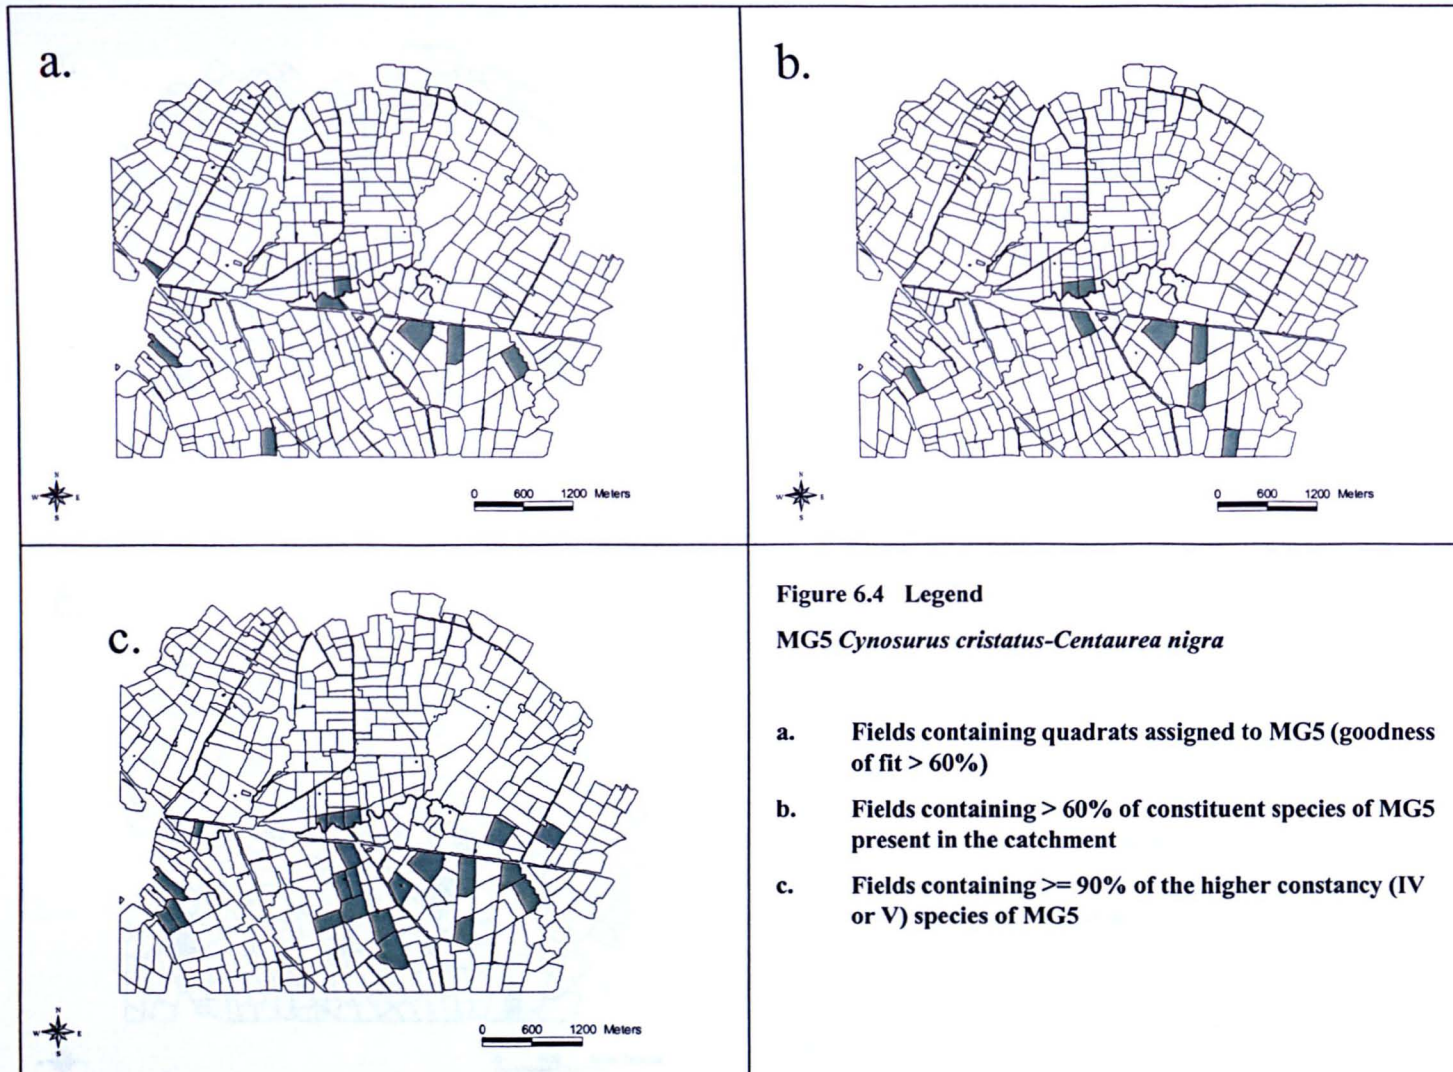 a.
N
W E
S
0 600 1200 Meters
b.
N
W E
S
0 600 1200 Meters
c.
N
W E
S
0 600 1200 Meters
Figure 6.4 Legend
MG5 Cynosurus cristatus-Centaurea nigra
a. Fields containing quadrats assigned to MG5 (goodness
of fit > 60%)
b. Fields containing > 60% of constituent species of MG5
present in the catchment
c. Fields containing >= 90% of the higher constancy (IV
or V) species of MG5